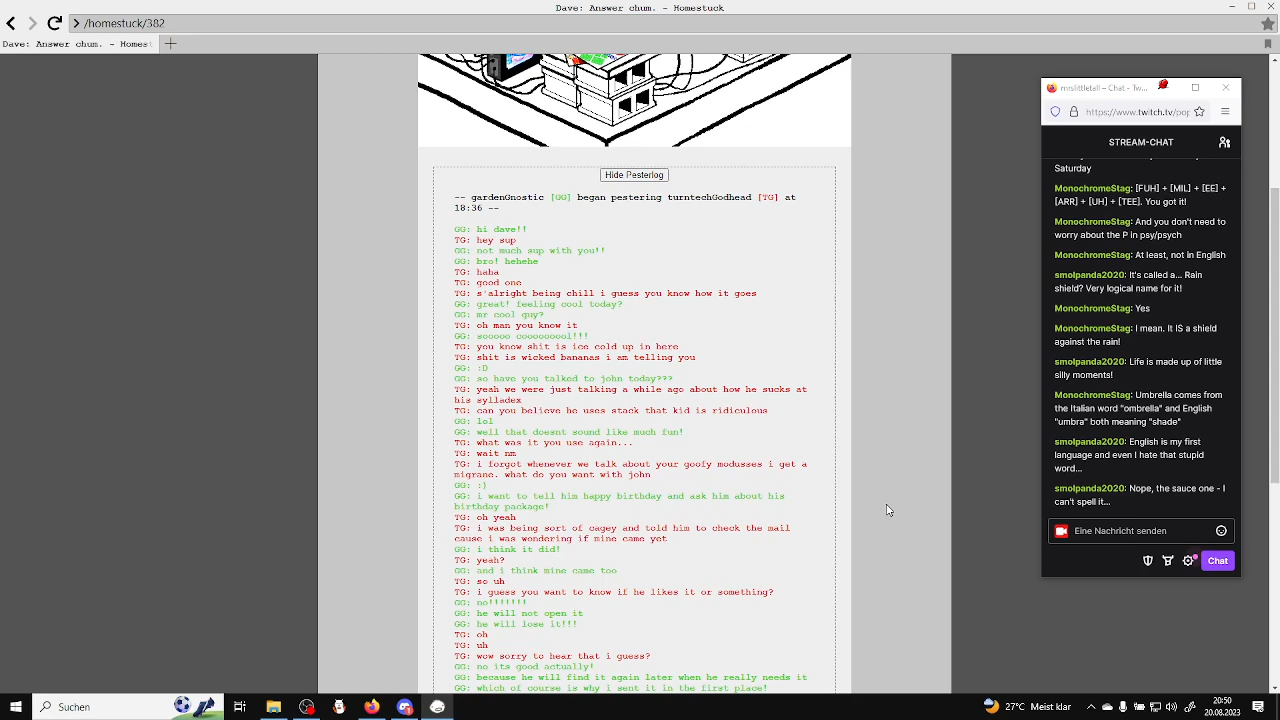 Dave: Answer chum. - Homestuck
/homestuck/382
Dave: Answer chum. - Homest
Hide Pesterlog
-- gardenGnostic [GG] began pestering turntechGodhead [TG] at
18:36 --
GG: hi dave!!
TG: hey sup
GG: not much sup with you!!
GG: bro! hehehe
TG: haha
TG: good one
TG: s'alright being chill i guess you know how it goes
GG: great! feeling cool today?
GG: mr cool guy?
TG: oh man you know it
GG: sooooo cooooooool!!!
TG: you know shit is ice cold up in here
TG: shit is wicked bananas i am telling you
GG: :D
GG: so have you talked to john today???
TG: yeah we were just talking a while ago about how he sucks at
his sylladex
TG: can you believe he uses stack that kid is ridiculous
GG: lol
GG: well that doesnt sound like much fun!
TG: what was it you use again...
TG: wait nm
TG: i forgot whenever we talk about your goofy modusses i get a
migrane. what do you want with john
GG: :)
GG: i want to tell him happy birthday and ask him about his
birthday package!
TG: oh yeah
TG: i was being sort of cagey and told him to check the mail
cause i was wondering if mine came yet
GG: i think it did!
TG: yeah?
GG: and i think mine came too
TG: so uh
TG: i guess you want to know if he likes it or something?
GG: no!!!!!!!
GG: he will not open it
GG: he will lose it!!!
TG: oh
TG: uh
TG: wow sorry to hear that i guess?
GG: no its good actually!
GG: because he will find it again later when he really needs it
GG: which of course is why i sent it in the first place!
mrslittletall – Chat - Tw...
https://www.twitch.tv/pop
STREAM-CHAT
Saturday
MonochromeStag: [FUH] + [MIL] + [EE] +
[ARR] + [UH] + [TEE]. You got it!
MonochromeStag: And you don't need to
worry about the P in psy/psych
MonochromeStag: At least, not in English
smolpanda2020: It's called a... Rain
shield? Very logical name for it!
MonochromeStag: Yes
MonochromeStag: I mean. It IS a shield
against the rain!
smolpanda2020: Life is made up of little
silly moments!
MonochromeStag: Umbrella comes from
the Italian word "ombrella" and English
"umbra" both meaning "shade"
smolpanda2020: English is my first
language and even I hate that stupid
word...
smolpanda2020: Nope, the sauce one - I
can't spell it...
Eine Nachricht senden
Chat
Suchen
27°C Meist klar
20:50
20.08.2023